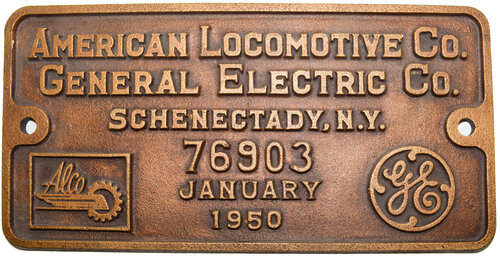 AMERICAN LOCOMOTIVE CO.
GENERAL ELECTRIC CO.
SCHENECTADY, N.Y.
76903
JANUARY
1950
Alco
GE